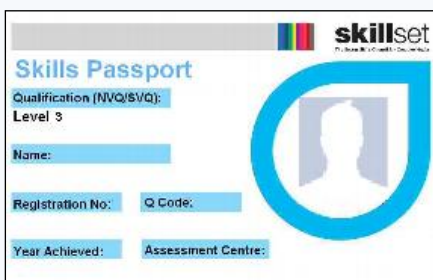 skillset
Skills Passport
Qualification (NVQ/SVQ):
Level 3
Name:
Registration No: Q Code:
Year Achieved: Assessment Centre: